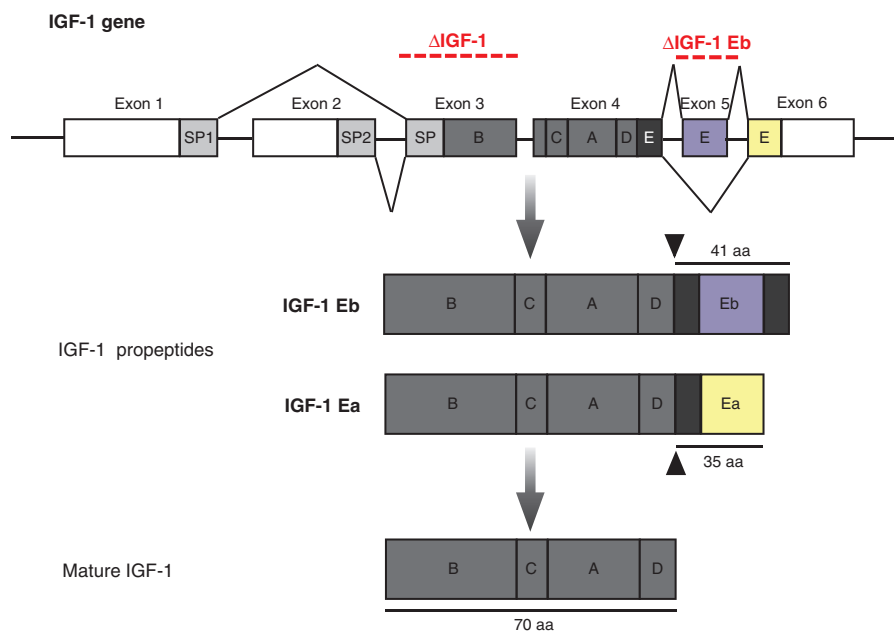 IGF-1 gene
ΔIGF-1
ΔIGF-1 Eb
Exon 1
Exon 2
Exon 3
Exon 4
Exon 5
Exon 6
SP1
SP2
SP
B
C
A
D
E
E
E
41 aa
IGF-1 Eb
B
C
A
D
Eb
IGF-1 propeptides
IGF-1 Ea
B
C
A
D
Ea
35 aa
Mature IGF-1
B
C
A
D
70 aa